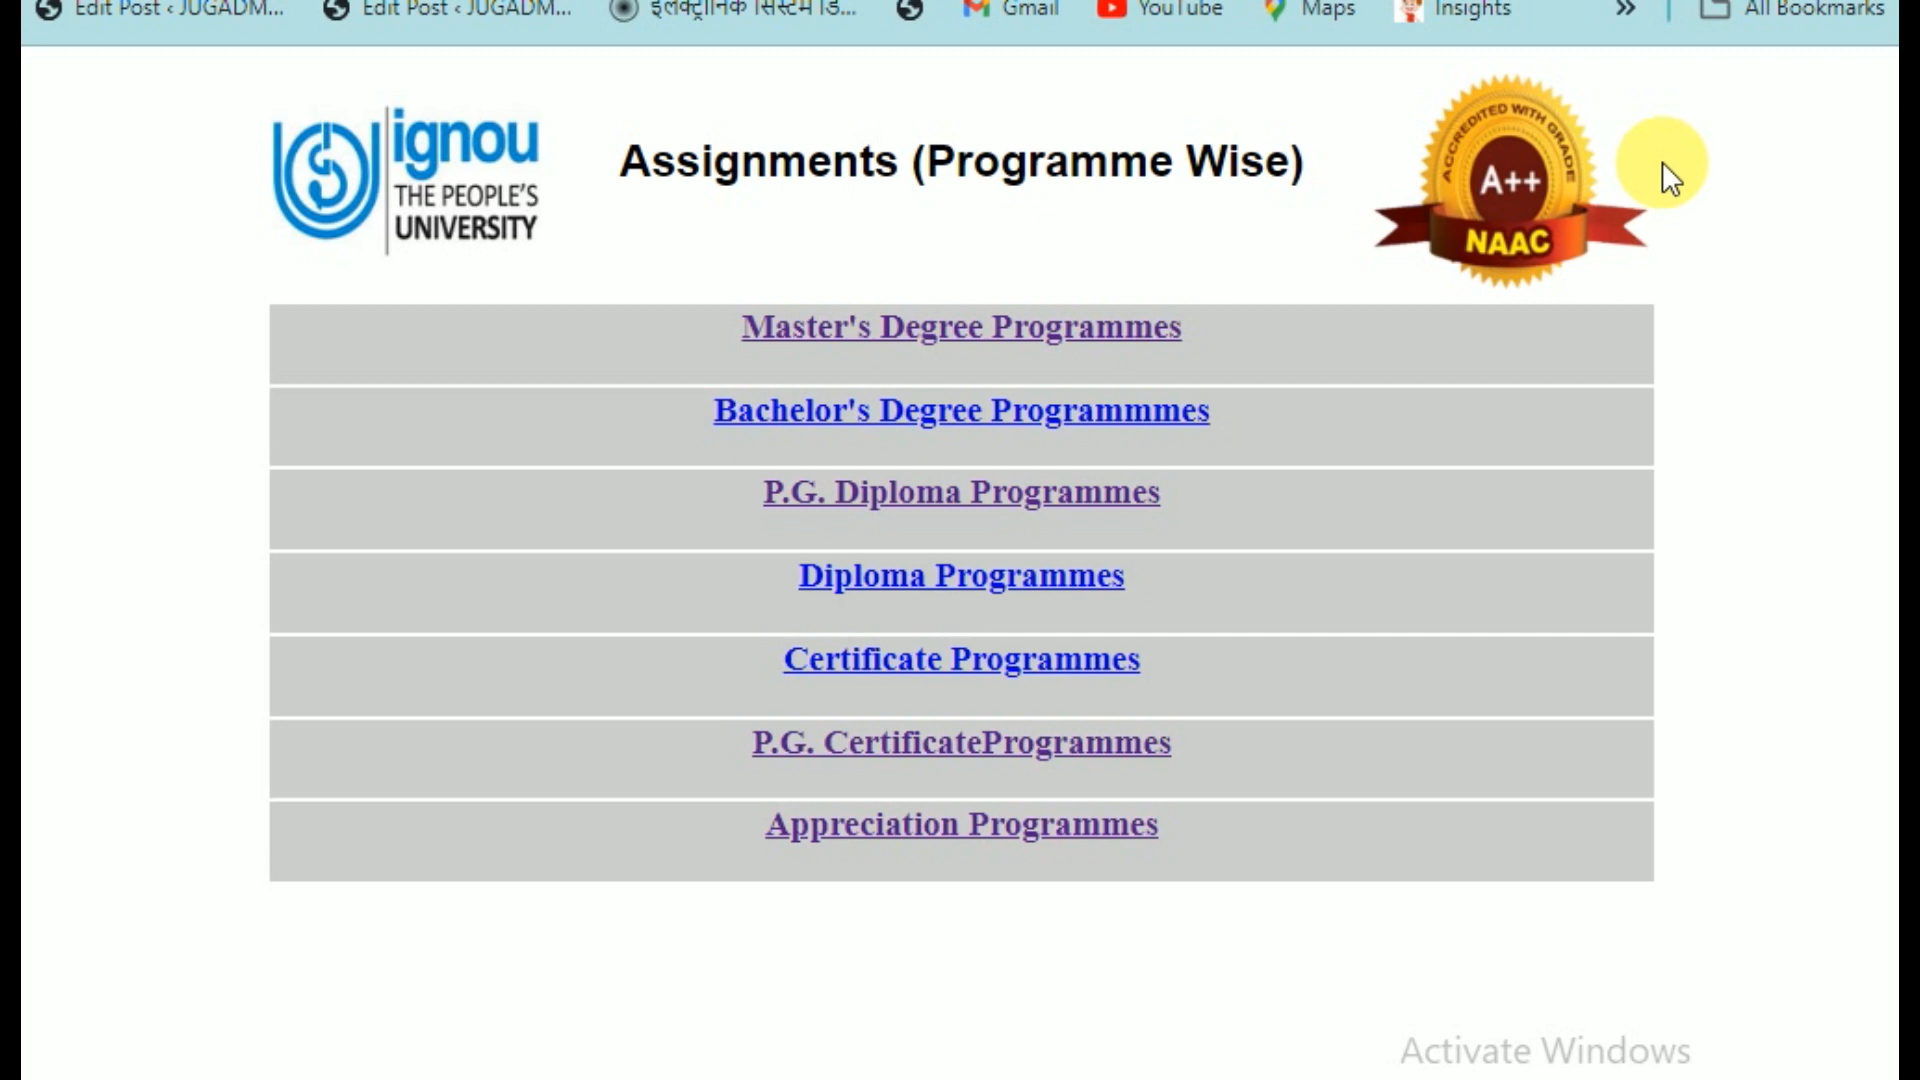 Edit Post ‹ JUGADM... Edit Post ‹ JUGADM... इलेक्ट्रॉनिक सिस्टम डि... Gmail YouTube Maps Insights » All Bookmarks
ignou
THE PEOPLE'S
UNIVERSITY
Assignments (Programme Wise)
ACCREDITED WITH GRADE
A++
NAAC
Master's Degree Programmes
Bachelor's Degree Programmmes
P.G. Diploma Programmes
Diploma Programmes
Certificate Programmes
P.G. CertificateProgrammes
Appreciation Programmes
Activate Windows